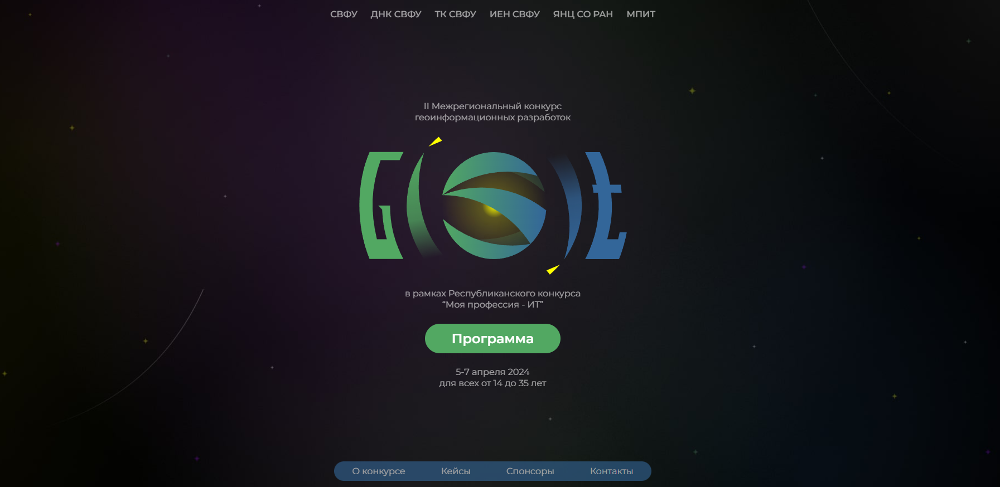 СВФУ ДНК СВФУ ТК СВФУ ИЕН СВФУ ЯНЦ СО РАН МПИТ
II Межрегиональный конкурс
геоинформационных разработок
в рамках Республиканского конкурса
“Моя профессия - ИТ”
Программа
5-7 апреля 2024
для всех от 14 до 35 лет
О конкурсе Кейсы Спонсоры Контакты